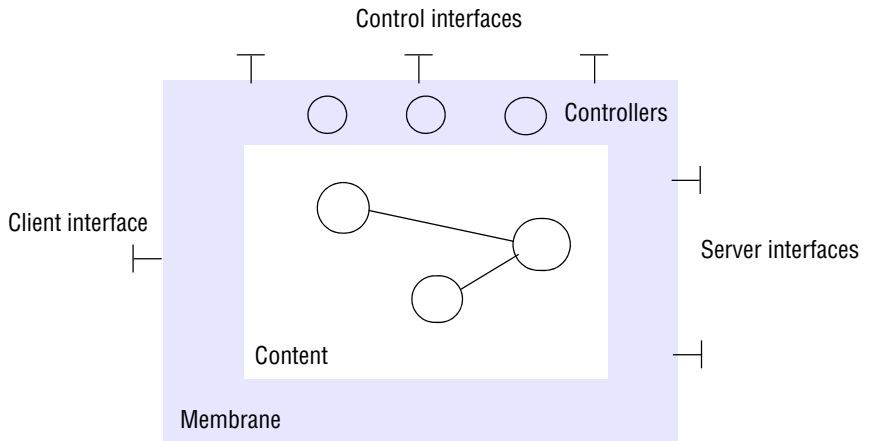 Control interfaces
Controllers
Client interface
Server interfaces
Content
Membrane